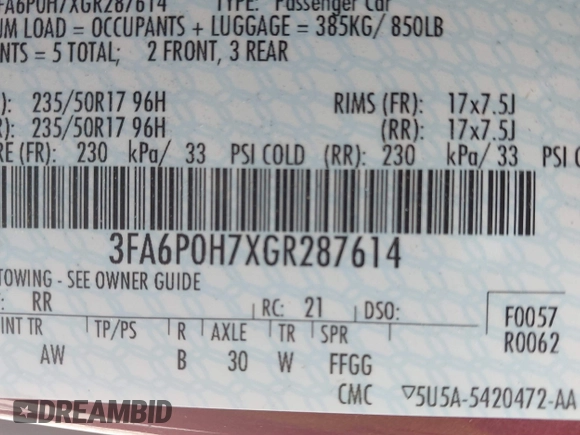 FA6P0H7XGR287614 TYPE: Passenger Car
UM LOAD = OCCUPANTS + LUGGAGE = 385KG/ 850LB
NTS = 5 TOTAL; 2 FRONT, 3 REAR
): 235/50R17 96H RIMS (FR): 17x7.5J
): 235/50R17 96H (RR): 17x7.5J
RE (FR): 230 kPa/ 33 PSI COLD (RR): 230 kPa/ 33 PSI CO
3FA6P0H7XGR287614
TOWING - SEE OWNER GUIDE
: RR RC: 21 DSO: F0057
INT TR TP/PS R AXLE TR SPR R0062
AW B 30 W FFGG
CMC ▽5U5A-5420472-AA
DREAMBID